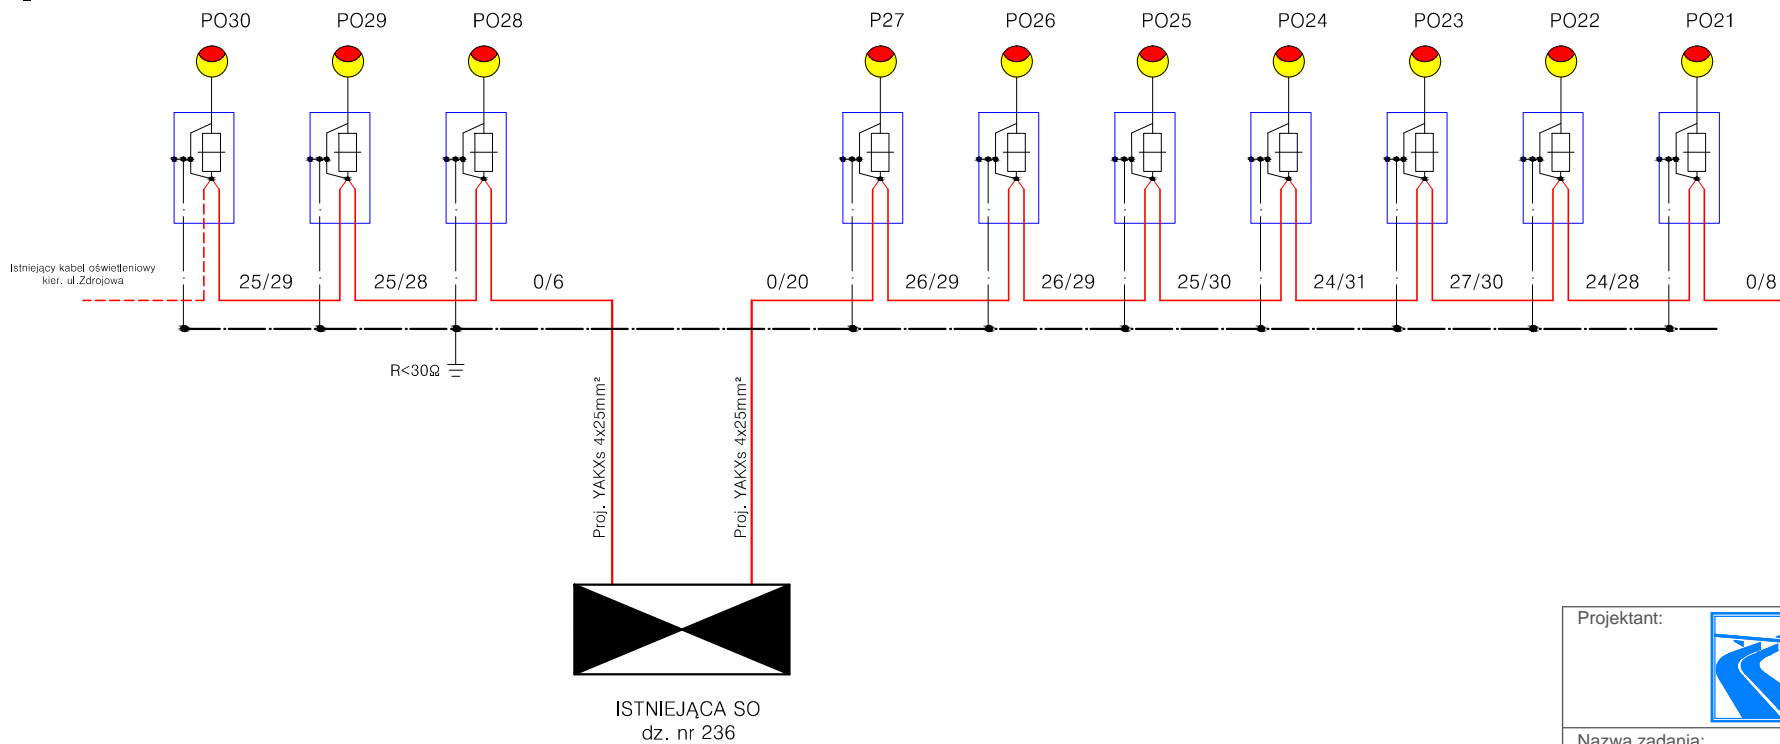 PO30 PO29 PO28 P27 PO26 PO25 PO24 PO23 PO22 PO21
Istniejący kabel oświetleniowy
kier. ul.Zdrojowa
25/29 25/28 0/6 0/20 26/29 26/29 25/30 24/31 27/30 24/28 0/8
R<30Ω
Proj. YAKXs 4x25mm²
Proj. YAKXs 4x25mm²
ISTNIEJĄCA SO
dz. nr 236
Projektant:
Nazwa zadania: